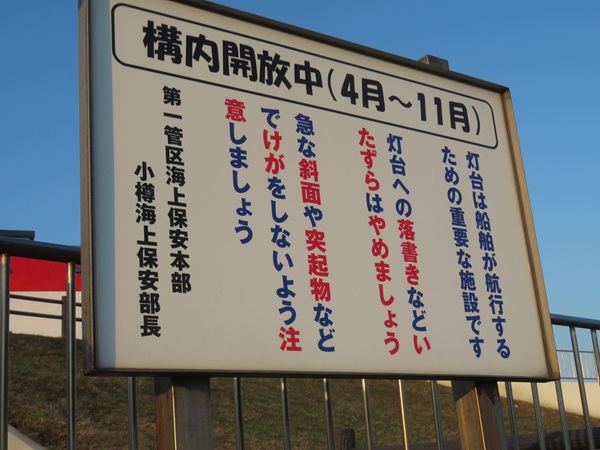 構内開放中(4月～11月)
灯台は船舶が航行する
ための重要な施設です
灯台への落書きなどい
たずらはやめましょう
急な斜面や突起物など
でけがをしないよう注
意しましょう
第一管区海上保安本部
小樽海上保安部長